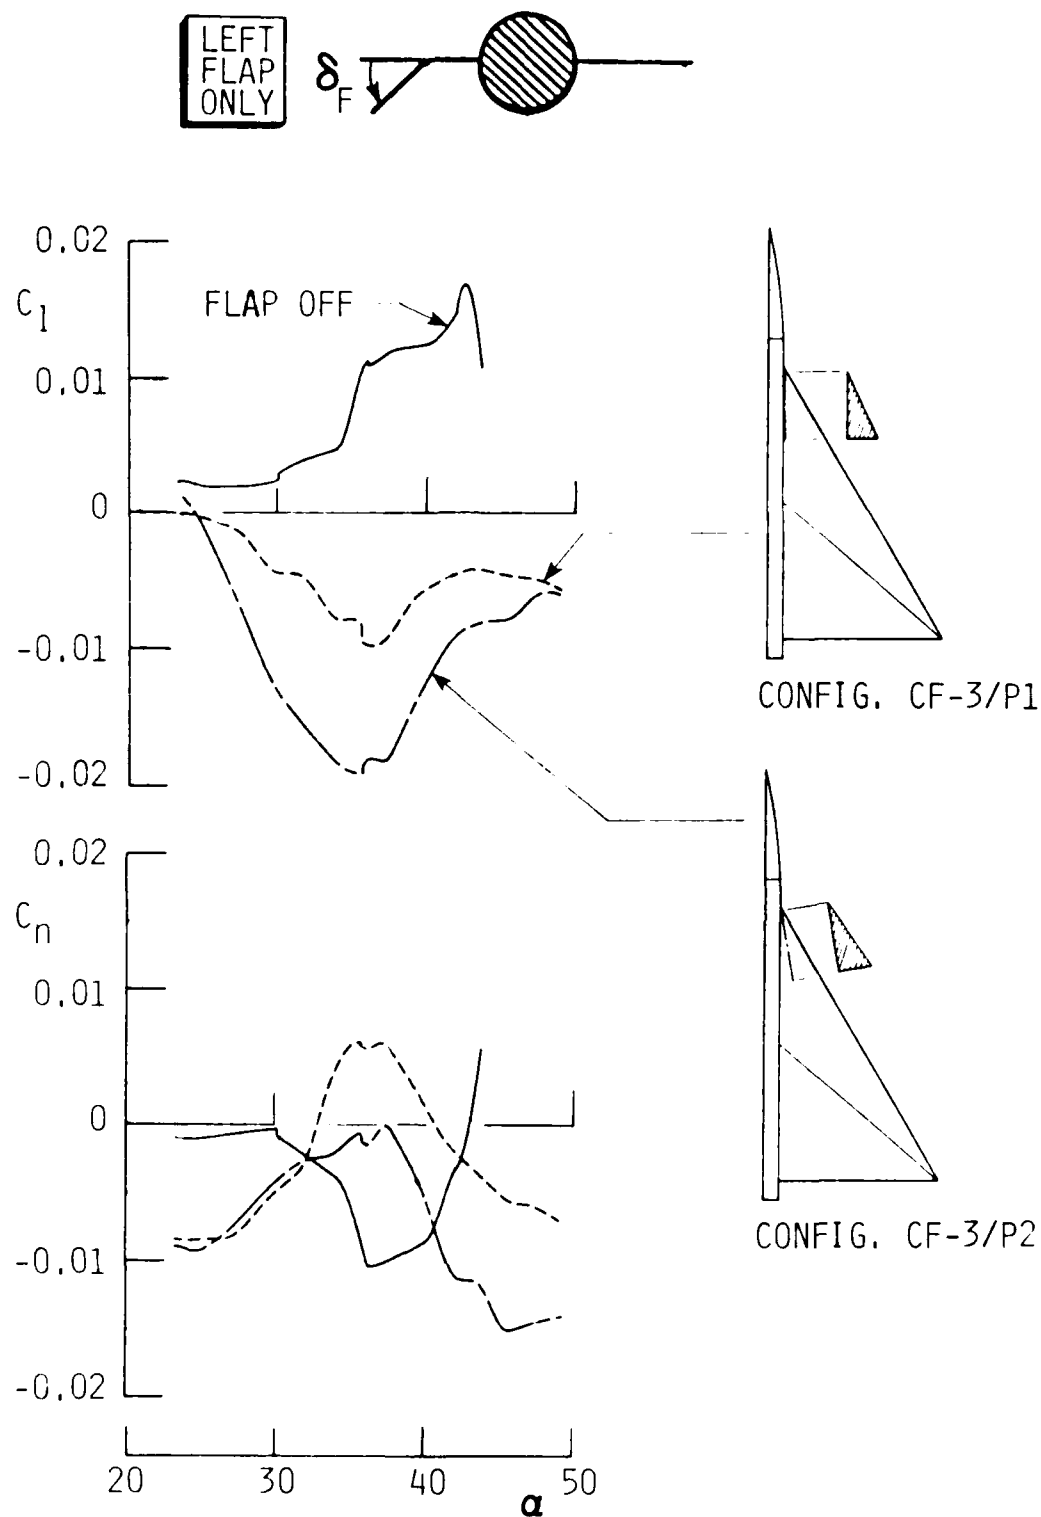 LEFT
FLAP
ONLY
δF
0.02
Cl
FLAP OFF
0.01
0
-0.01
-0.02
CONFIG. CF-3/P1
0.02
Cn
0.01
0
-0.01
-0.02
CONFIG. CF-3/P2
20 30 40 50
α